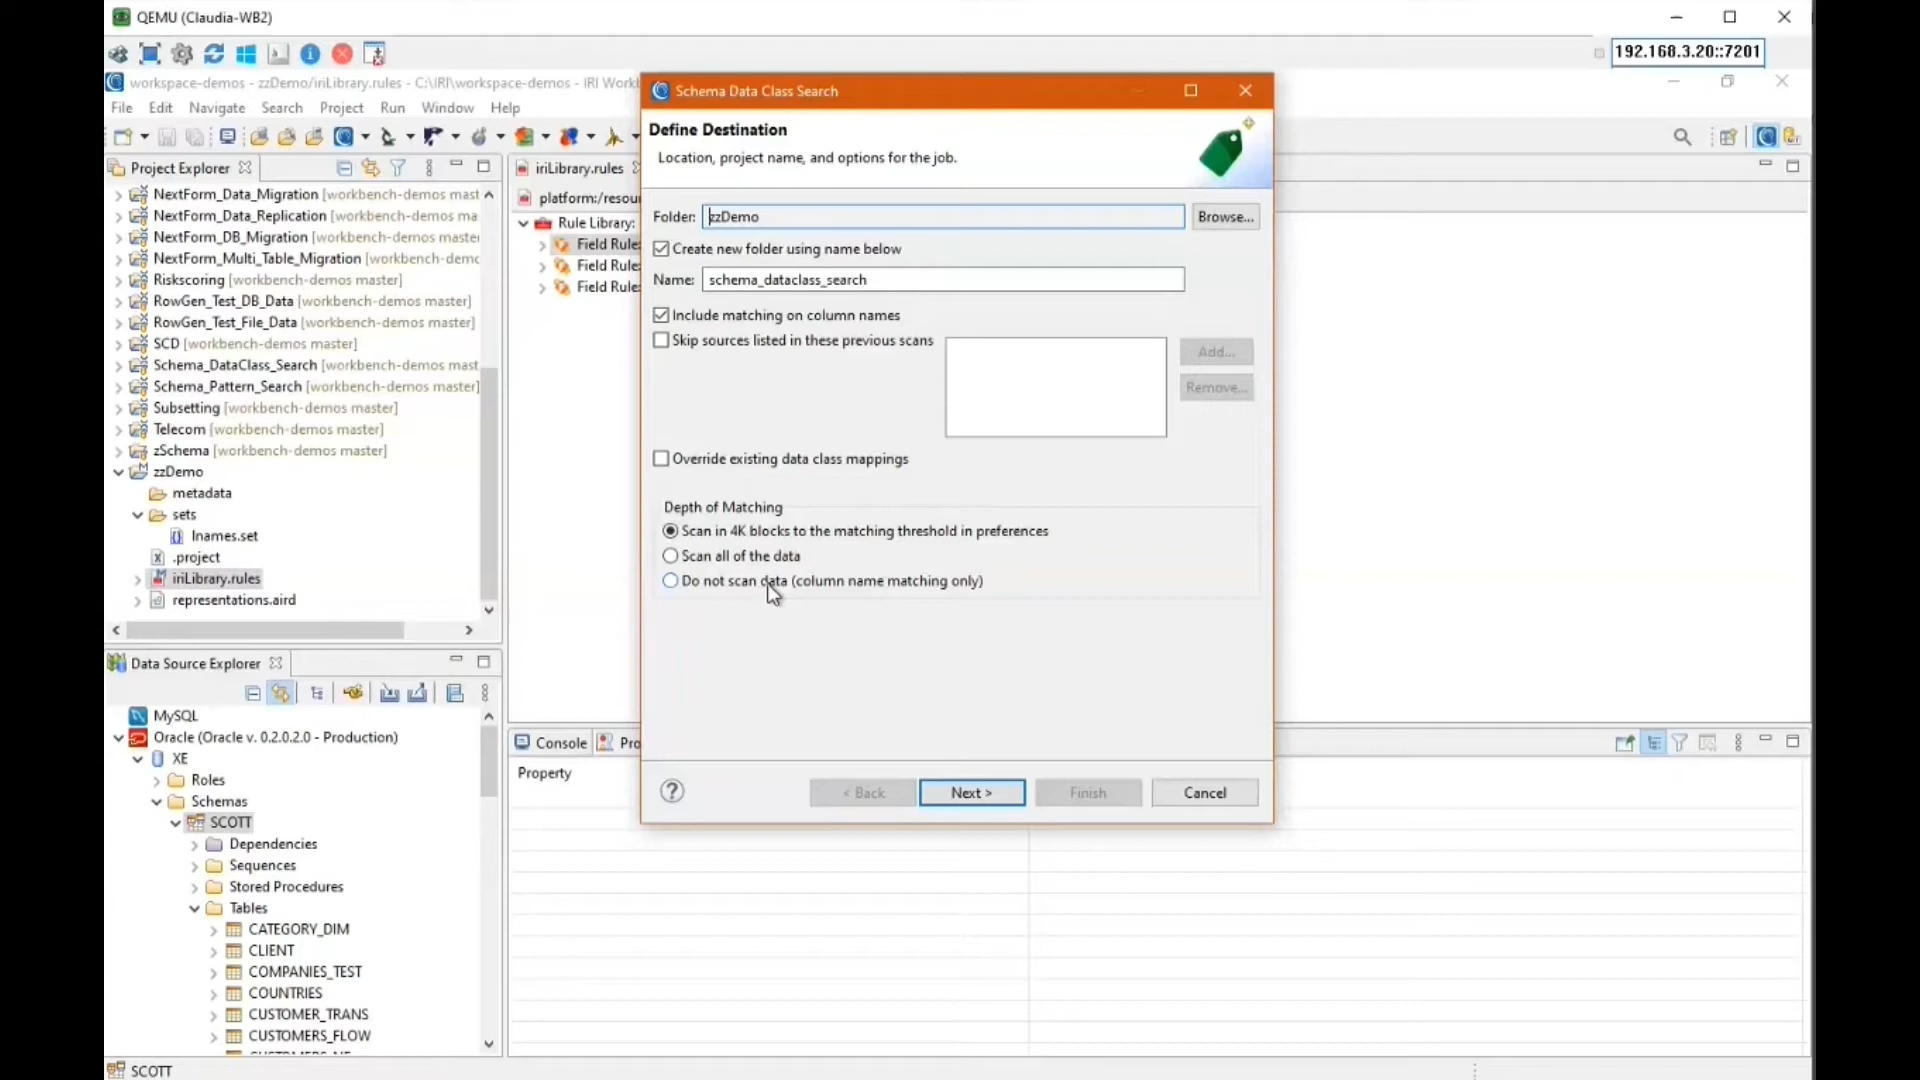 QEMU (Claudia-WB2)
192.168.3.20::7201
workspace-demos - zzDemo/iriLibrary.rules - C:\IRI\workspace-demos - IRI Work
File Edit Navigate Search Project Run Window Help
Project Explorer
NextForm_Data_Migration [workbench-demos mast
NextForm_Data_Replication [workbench-demos ma
NextForm_DB_Migration [workbench-demos master
NextForm_Multi_Table_Migration [workbench-demo
Riskscoring [workbench-demos master]
RowGen_Test_DB_Data [workbench-demos master]
RowGen_Test_File_Data [workbench-demos master]
SCD [workbench-demos master]
Schema_DataClass_Search [workbench-demos mast
Schema_Pattern_Search [workbench-demos master]
Subsetting [workbench-demos master]
Telecom [workbench-demos master]
zSchema [workbench-demos master]
zzDemo
metadata
sets
lnames.set
.project
iriLibrary.rules
representations.aird
Data Source Explorer
MySQL
Oracle (Oracle v. 0.2.0.2.0 - Production)
XE
Roles
Schemas
SCOTT
Dependencies
Sequences
Stored Procedures
Tables
CATEGORY_DIM
CLIENT
COMPANIES_TEST
COUNTRIES
CUSTOMER_TRANS
CUSTOMERS_FLOW
SCOTT
iriLibrary.rules
platform:/resou
Rule Library:
Field Rule
Field Rule
Field Rule
Console Pro
Property
Schema Data Class Search
Define Destination
Location, project name, and options for the job.
Folder: zzDemo Browse...
Create new folder using name below
Name: schema_dataclass_search
Include matching on column names
Skip sources listed in these previous scans
Add...
Remove...
Override existing data class mappings
Depth of Matching
Scan in 4K blocks to the matching threshold in preferences
Scan all of the data
Do not scan data (column name matching only)
? < Back Next > Finish Cancel